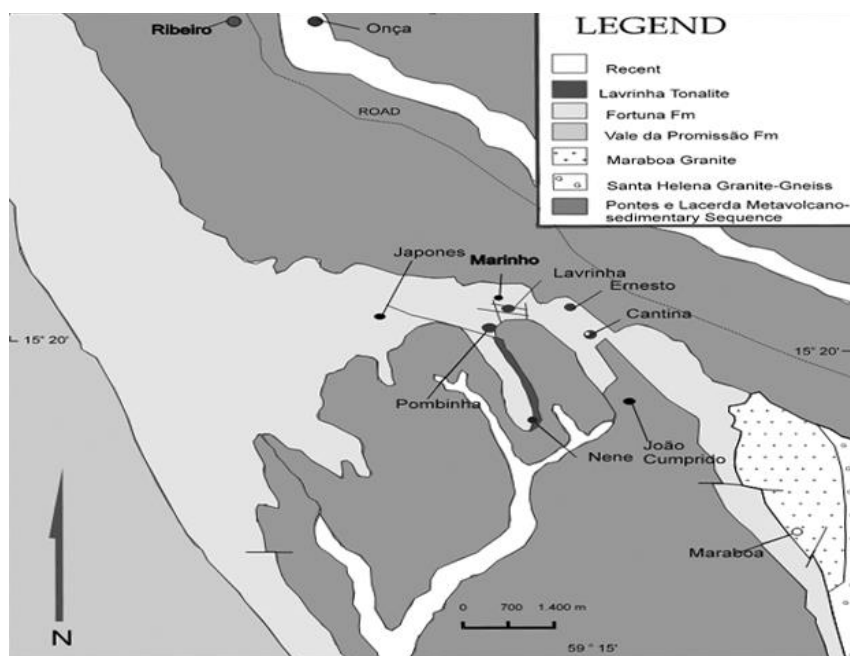 LEGEND
Recent
Lavrinha Tonalite
Fortuna Fm
Vale da Promissão Fm
Maraboa Granite
Santa Helena Granite-Gneiss
Pontes e Lacerda Metavolcano-
sedimentary Sequence
Ribeiro
Onça
ROAD
Japones
Marinho
Lavrinha
Ernesto
Cantina
15° 20'
15° 20'
Pombinha
Nene
João
Cumprido
Maraboa
N
0 700 1.400 m
59° 15'